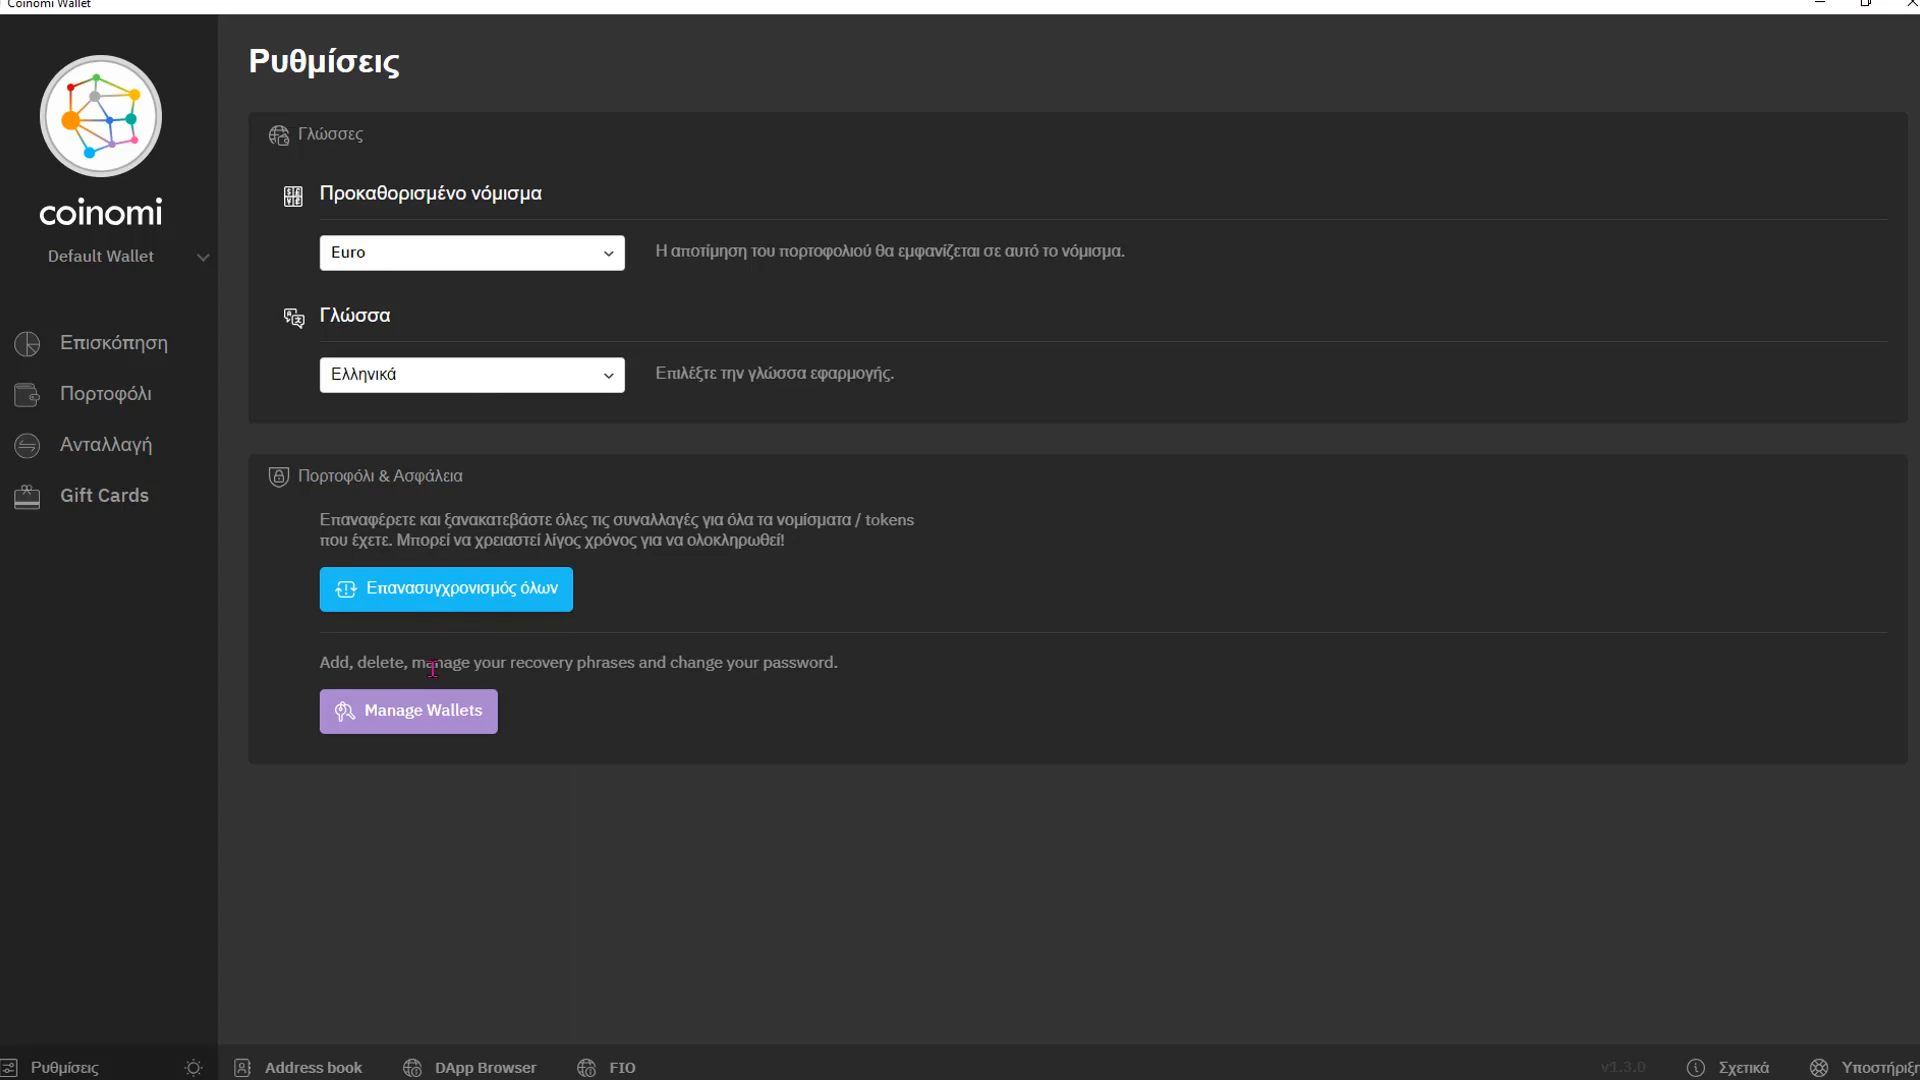 Coinomi Wallet
coinomi
Default Wallet
Επισκόπηση
Πορτοφόλι
Ανταλλαγή
Gift Cards
Ρυθμίσεις
Γλώσσες
Προκαθορισμένο νόμισμα
Euro
Η αποτίμηση του πορτοφολιού θα εμφανίζεται σε αυτό το νόμισμα.
Γλώσσα
Ελληνικά
Επιλέξτε την γλώσσα εφαρμογής.
Πορτοφόλι & Ασφάλεια
Επαναφέρετε και ξανακατεβάστε όλες τις συναλλαγές για όλα τα νομίσματα / tokens
που έχετε. Μπορεί να χρειαστεί λίγος χρόνος για να ολοκληρωθεί!
Επανασυγχρονισμός όλων
Add, delete, manage your recovery phrases and change your password.
Manage Wallets
Ρυθμίσεις
Address book
DApp Browser
FIO
v1.3.0
Σχετικά
Υποστήριξη